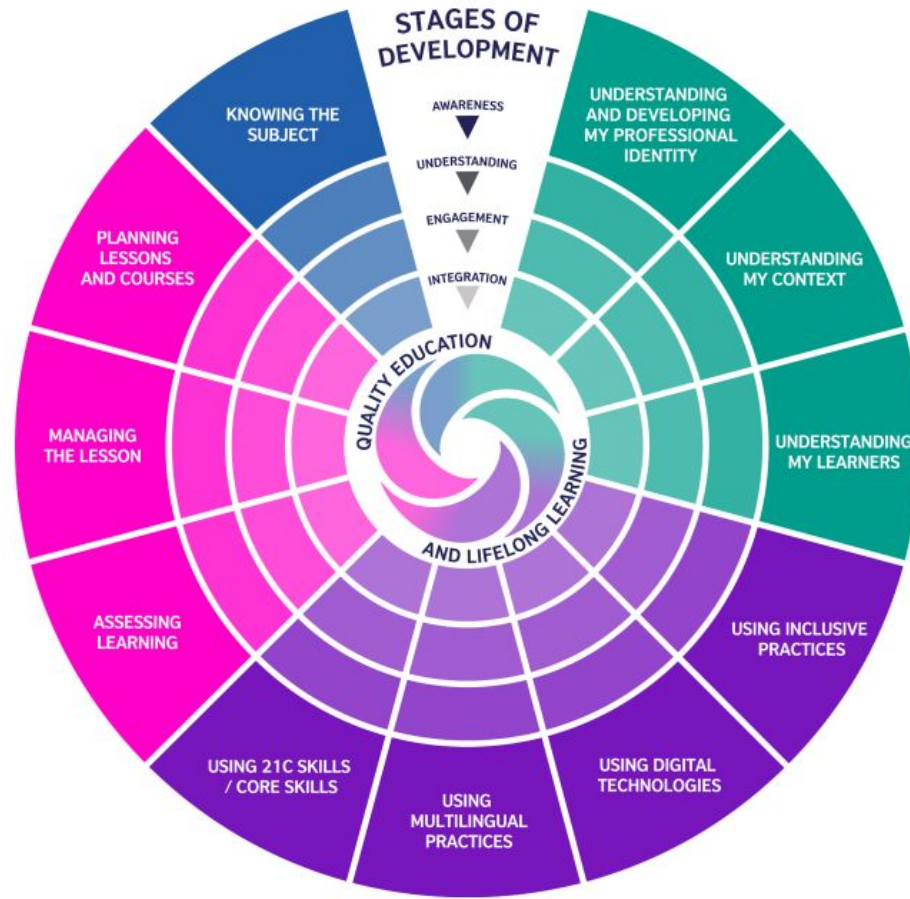 STAGES OF
DEVELOPMENT
AWARENESS
UNDERSTANDING
ENGAGEMENT
INTEGRATION
UNDERSTANDING
AND DEVELOPING
MY PROFESSIONAL
IDENTITY
UNDERSTANDING
MY CONTEXT
UNDERSTANDING
MY LEARNERS
USING INCLUSIVE
PRACTICES
USING DIGITAL
TECHNOLOGIES
USING
MULTILINGUAL
PRACTICES
USING 21C SKILLS
/ CORE SKILLS
ASSESSING
LEARNING
MANAGING
THE LESSON
PLANNING
LESSONS
AND COURSES
KNOWING THE
SUBJECT
QUALITY EDUCATION
AND LIFELONG LEARNING